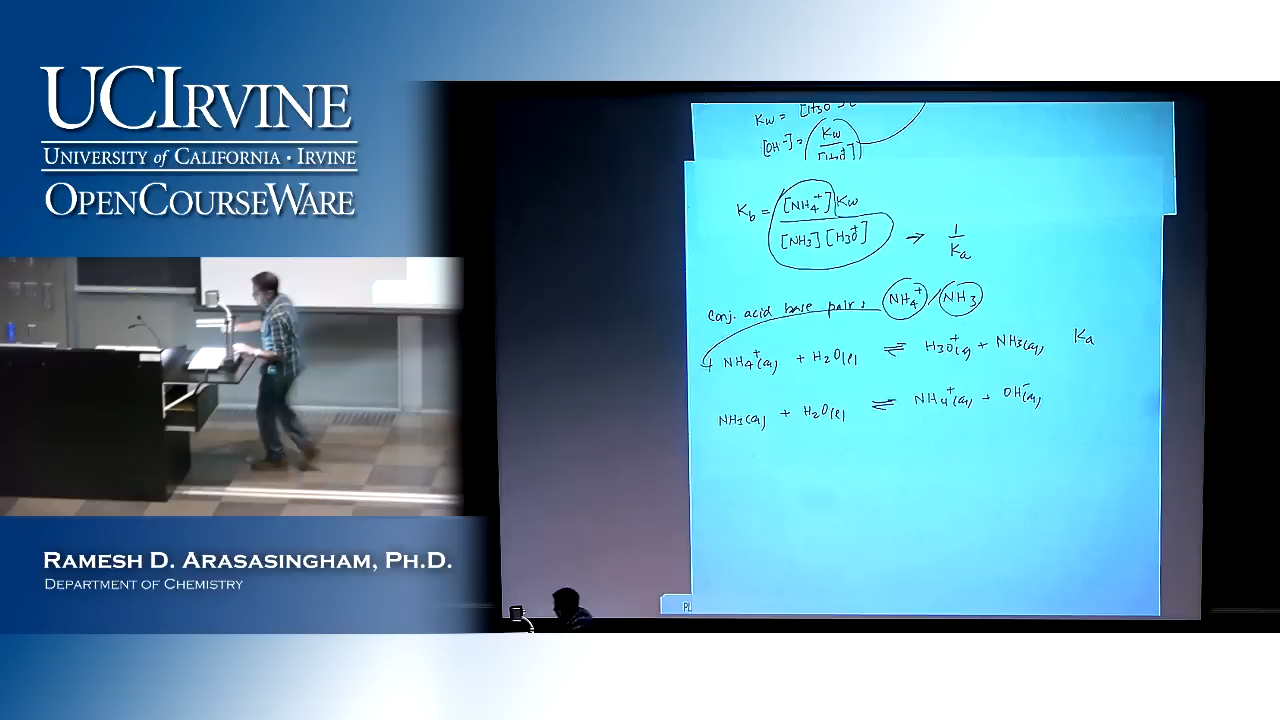 UCIRVINE
UNIVERSITY of CALIFORNIA • IRVINE
OPENCOURSEWARE
RAMESH D. ARASASINGHAM, PH.D.
DEPARTMENT OF CHEMISTRY
Kw =
[OH⁻] = Kw / [H₃O⁺]
K_b = [NH₄⁺] Kw / [NH₃] [H₃O⁺] → 1 / Ka
Conj. acid base pair: NH₄⁺ / NH₃
NH₄⁺(aq) + H₂O(l) ⇌ H₃O⁺(aq) + NH₃(aq) Ka
NH₃(aq) + H₂O(l) ⇌ NH₄⁺(aq) + OH⁻(aq)